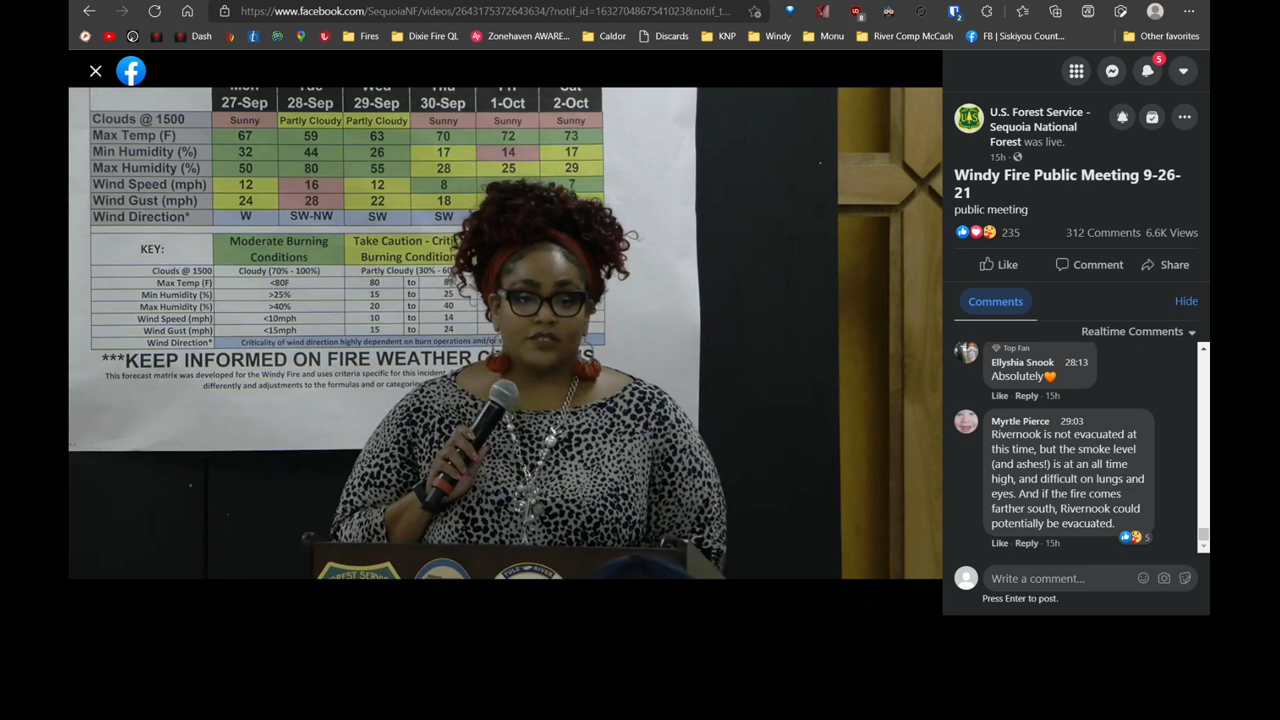 https://www.facebook.com/SequoiaNF/videos/2643175372643634/?notif_id=1632704867541023&notif_t...
8
2
Dash
Fires
Dixie Fire QL
Zonehaven AWARE...
Caldor
Discards
KNP
Windy
Monu
River Comp McCash
FB | Siskiyou Count...
Other favorites
5
27-Sep 28-Sep 29-Sep 30-Sep 1-Oct 2-Oct
Clouds @ 1500 Sunny Partly Cloudy Partly Cloudy Sunny Sunny Sunny
Max Temp (F) 67 59 63 70 72 73
Min Humidity (%) 32 44 26 17 14 17
Max Humidity (%) 50 80 55 28 25 29
Wind Speed (mph) 12 16 12 8 7
Wind Gust (mph) 24 28 22 18
Wind Direction* W SW-NW SW SW
KEY: Moderate Burning Take Caution - Crit
Conditions Burning Condition
Clouds @ 1500 Cloudy (70% - 100%) Partly Cloudy (30% - 6
Max Temp (F) <80F 80 to
Min Humidity (%) >25% 15 to 25
Max Humidity (%) >40% 20 to 40
Wind Speed (mph) <10mph 10 to 14
Wind Gust (mph) <15mph 15 to 24
Wind Direction* Criticality of wind direction highly dependent on burn operations and/or
***KEEP INFORMED ON FIRE WEATHER
This forecast matrix was developed for the Windy Fire and uses criteria specific for this incident.
differently and adjustments to the formulas and or categories
FOREST SERVICE
TULE RIVER
U.S. Forest Service -
Sequoia National
Forest was live.
15h ·
Windy Fire Public Meeting 9-26-
21
public meeting
235 312 Comments 6.6K Views
Like Comment Share
Comments Hide
Realtime Comments
Top Fan
Ellyshia Snook 28:13
Absolutely🧡
Like · Reply · 15h
Myrtle Pierce 29:03
Rivernook is not evacuated at
this time, but the smoke level
(and ashes!) is at an all time
high, and difficult on lungs and
eyes. And if the fire comes
farther south, Rivernook could
potentially be evacuated.
5
Like · Reply · 15h
Write a comment...
Press Enter to post.